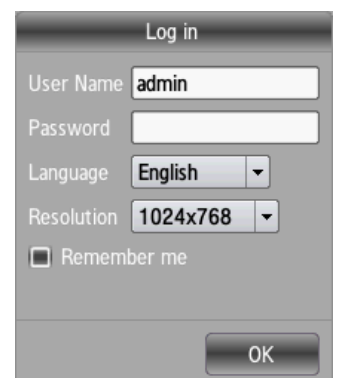 Log in
User Name admin
Password
Language English
Resolution 1024x768
Remember me
OK